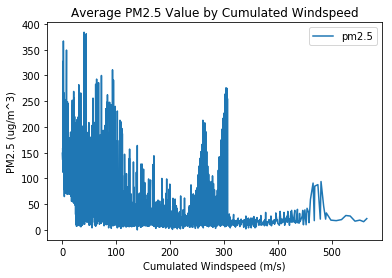 Average PM2.5 Value by Cumulated Windspeed
pm2.5
PM2.5 (ug/m^3)
400
350
300
250
200
150
100
50
0
0 100 200 300 400 500
Cumulated Windspeed (m/s)